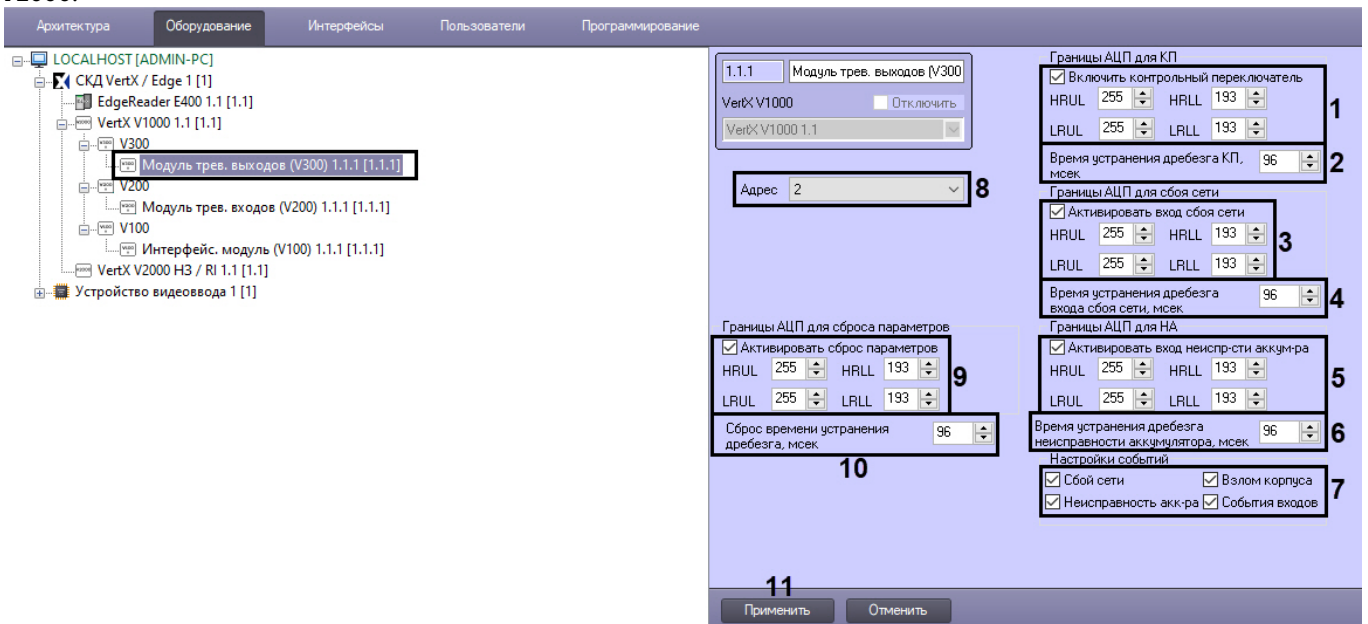 Архитектура Оборудование Интерфейсы Пользователи Программирование
LOCALHOST [ADMIN-PC]
СКД VertX / Edge 1 [1]
EdgeReader E400 1.1 [1.1]
VertX V1000 1.1 [1.1]
V300
Модуль трев. выходов (V300) 1.1.1 [1.1.1]
V200
Модуль трев. входов (V200) 1.1.1 [1.1.1]
V100
Интерфейс. модуль (V100) 1.1.1 [1.1.1]
VertX V2000 H3 / RI 1.1 [1.1]
Устройство видеоввода 1 [1]
1.1.1 Модуль трев. выходов (V300
VertX V1000 Отключить
VertX V1000 1.1
Адрес 2 8
Границы АЦП для сброса параметров
Активировать сброс параметров
HRUL 255 HRLL 193
9
LRUL 255 LRLL 193
Сброс времени устранения
дребезга, мсек 96
10
Границы АЦП для КП
Включить контрольный переключатель
HRUL 255 HRLL 193
1
LRUL 255 LRLL 193
Время устранения дребезга КП,
мсек 96 2
Границы АЦП для сбоя сети
Активировать вход сбоя сети
HRUL 255 HRLL 193
3
LRUL 255 LRLL 193
Время устранения дребезга
входа сбоя сети, мсек 96 4
Границы АЦП для НА
Активировать вход неиспр-сти аккум-ра
HRUL 255 HRLL 193
5
LRUL 255 LRLL 193
Время устранения дребезга
неисправности аккумулятора, мсек 96 6
Настройки событий
Сбой сети Взлом корпуса
7
Неисправность акк-ра События входов
11
Применить Отменить